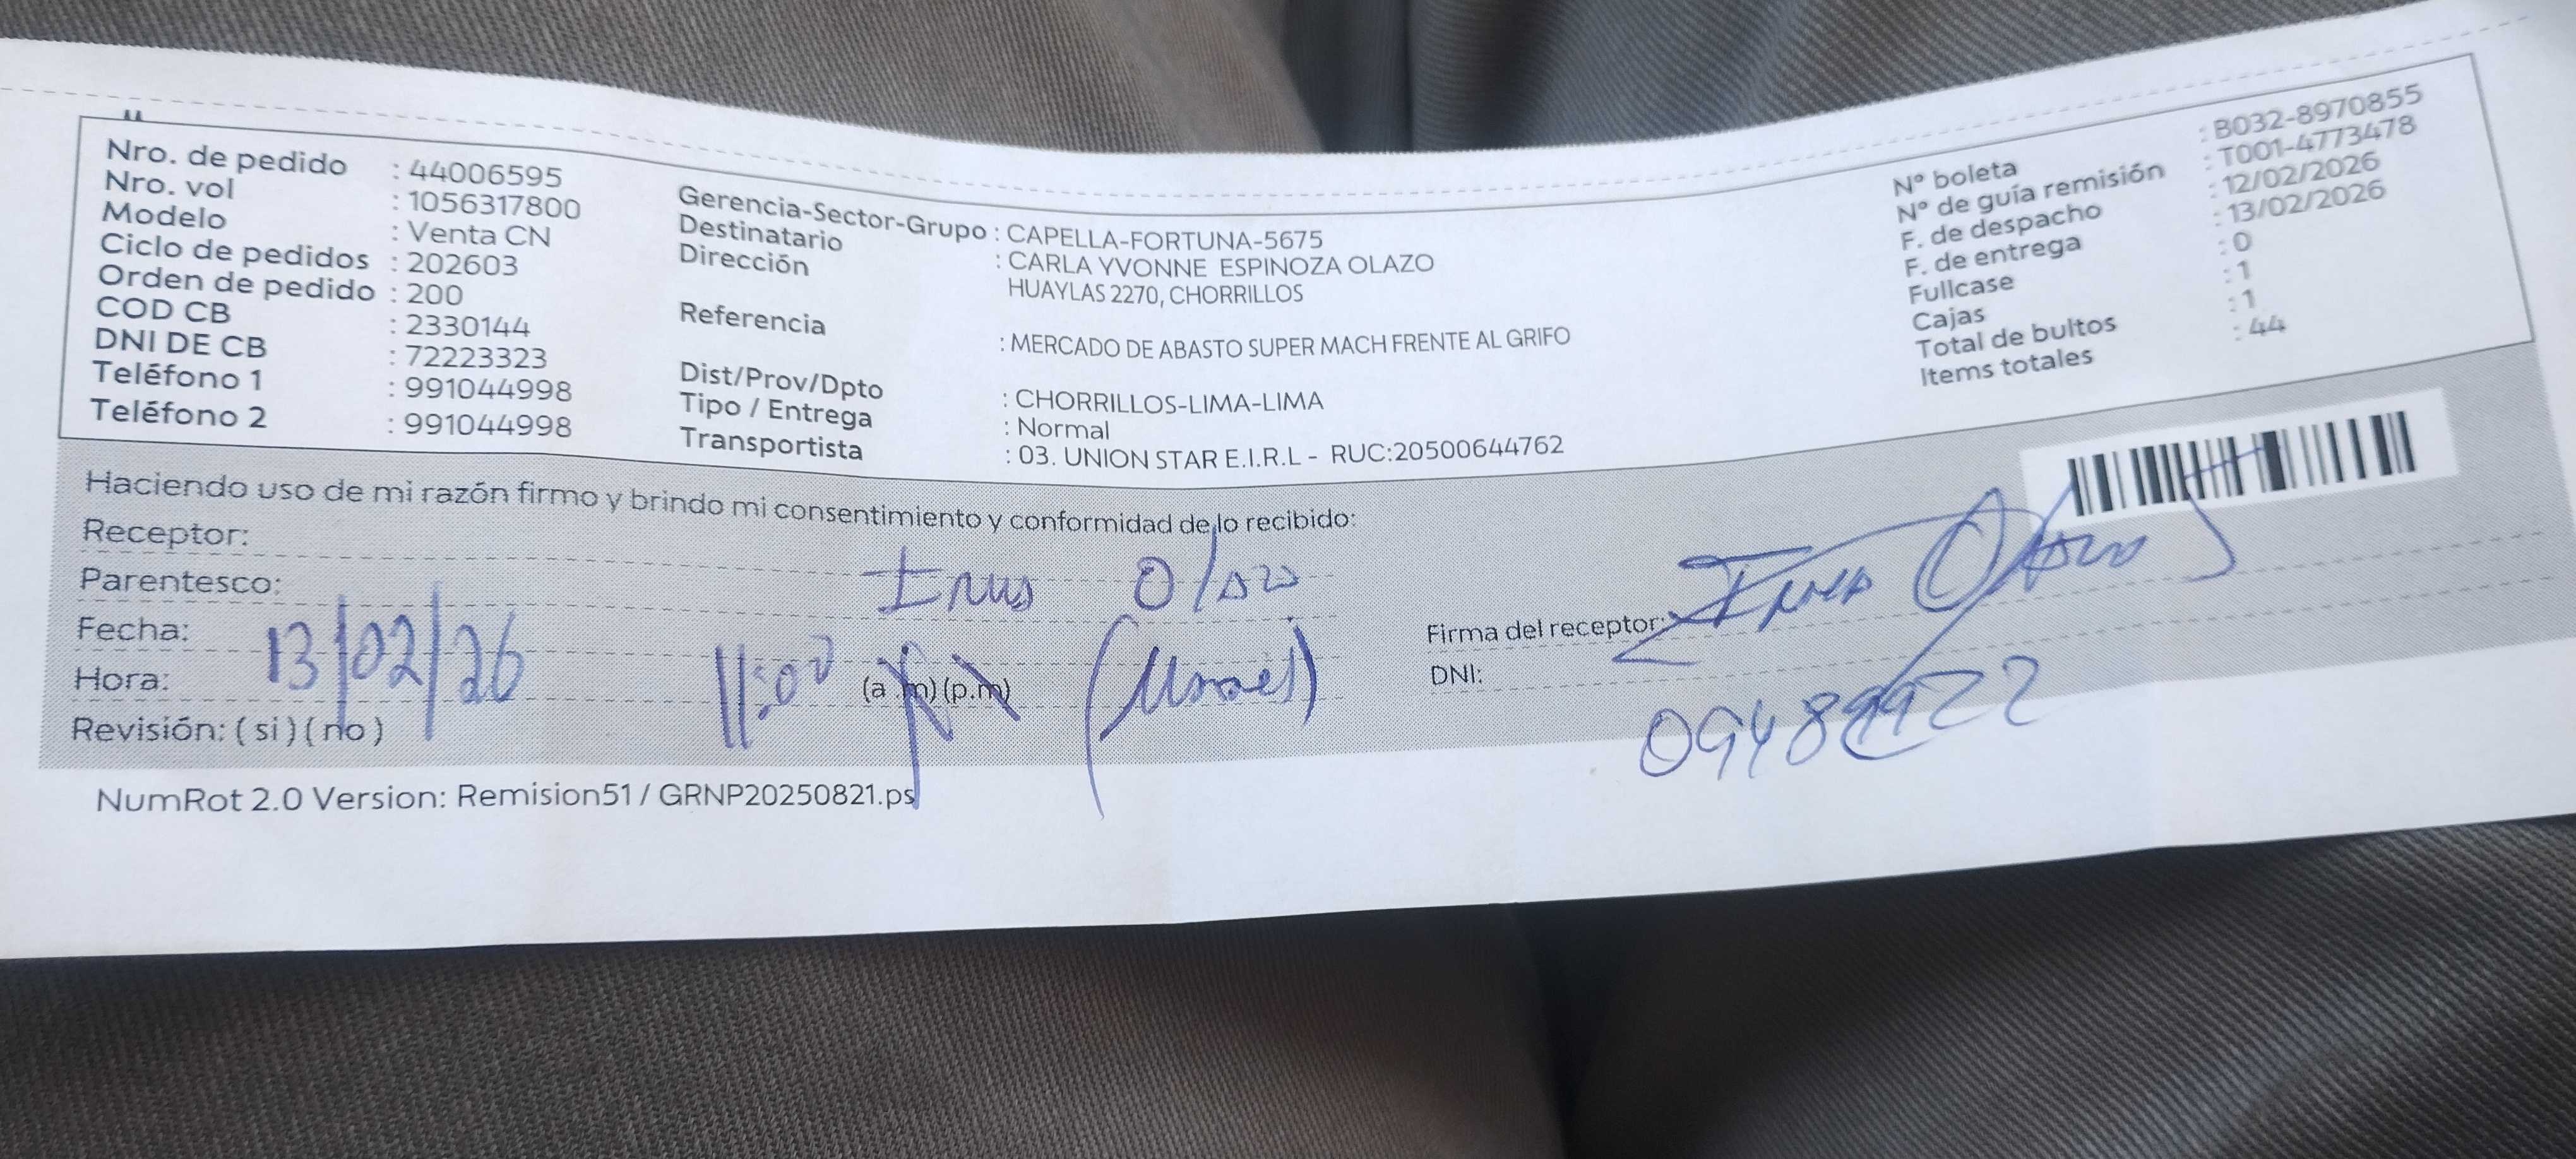 Nro. de pedido : 44006595
Nro. vol : 1056317800
Modelo : Venta CN
Ciclo de pedidos : 202603
Orden de pedido : 200
COD CB : 2330144
DNI DE CB : 72223323
Teléfono 1 : 991044998
Teléfono 2 : 991044998
Gerencia-Sector-Grupo : CAPELLA-FORTUNA-5675
Destinatario : CARLA YVONNE ESPINOZA OLAZO
Dirección HUAYLAS 2270, CHORRILLOS
Referencia : MERCADO DE ABASTO SUPER MACH FRENTE AL GRIFO
Dist/Prov/Dpto : CHORRILLOS-LIMA-LIMA
Tipo / Entrega : Normal
Transportista : 03. UNION STAR E.I.R.L - RUC:20500644762
N° boleta : B032-8970855
N° de guía remisión : T001-4773478
F. de despacho : 12/02/2026
F. de entrega : 13/02/2026
Fullcase : 0
Cajas : 1
Total de bultos : 1
Items totales : 44
Haciendo uso de mi razón firmo y brindo mi consentimiento y conformidad de lo recibido:
Receptor:
Parentesco:
Fecha: 13/02/26
Hora: 11:00 (a .m) (p.m)
Revisión: ( si ) ( no )
Firma del receptor:
DNI:
NumRot 2.0 Version: Remision51 / GRNP20250821.ps